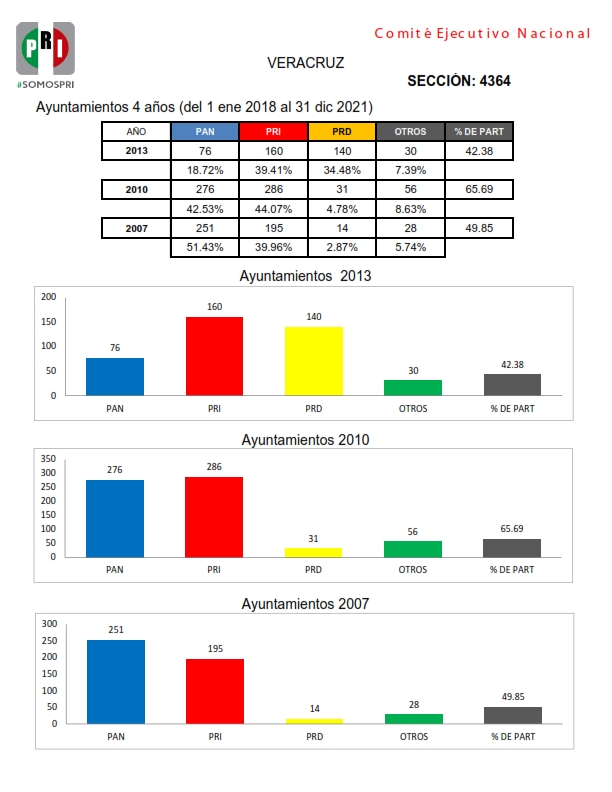 Comité Ejecutivo Nacional
PRI
#SOMOSPRI
VERACRUZ
SECCIÓN: 4364
Ayuntamientos 4 años (del 1 ene 2018 al 31 dic 2021)
AÑO PAN PRI PRD OTROS % DE PART
2013 76 160 140 30 42.38
18.72% 39.41% 34.48% 7.39%
2010 276 286 31 56 65.69
42.53% 44.07% 4.78% 8.63%
2007 251 195 14 28 49.85
51.43% 39.96% 2.87% 5.74%
Ayuntamientos 2013
200
150
100
50
0
76 160 140 30 42.38
PAN PRI PRD OTROS % DE PART
Ayuntamientos 2010
350
300
250
200
150
100
50
0
276 286 31 56 65.69
PAN PRI PRD OTROS % DE PART
Ayuntamientos 2007
300
250
200
150
100
50
0
251 195 14 28 49.85
PAN PRI PRD OTROS % DE PART